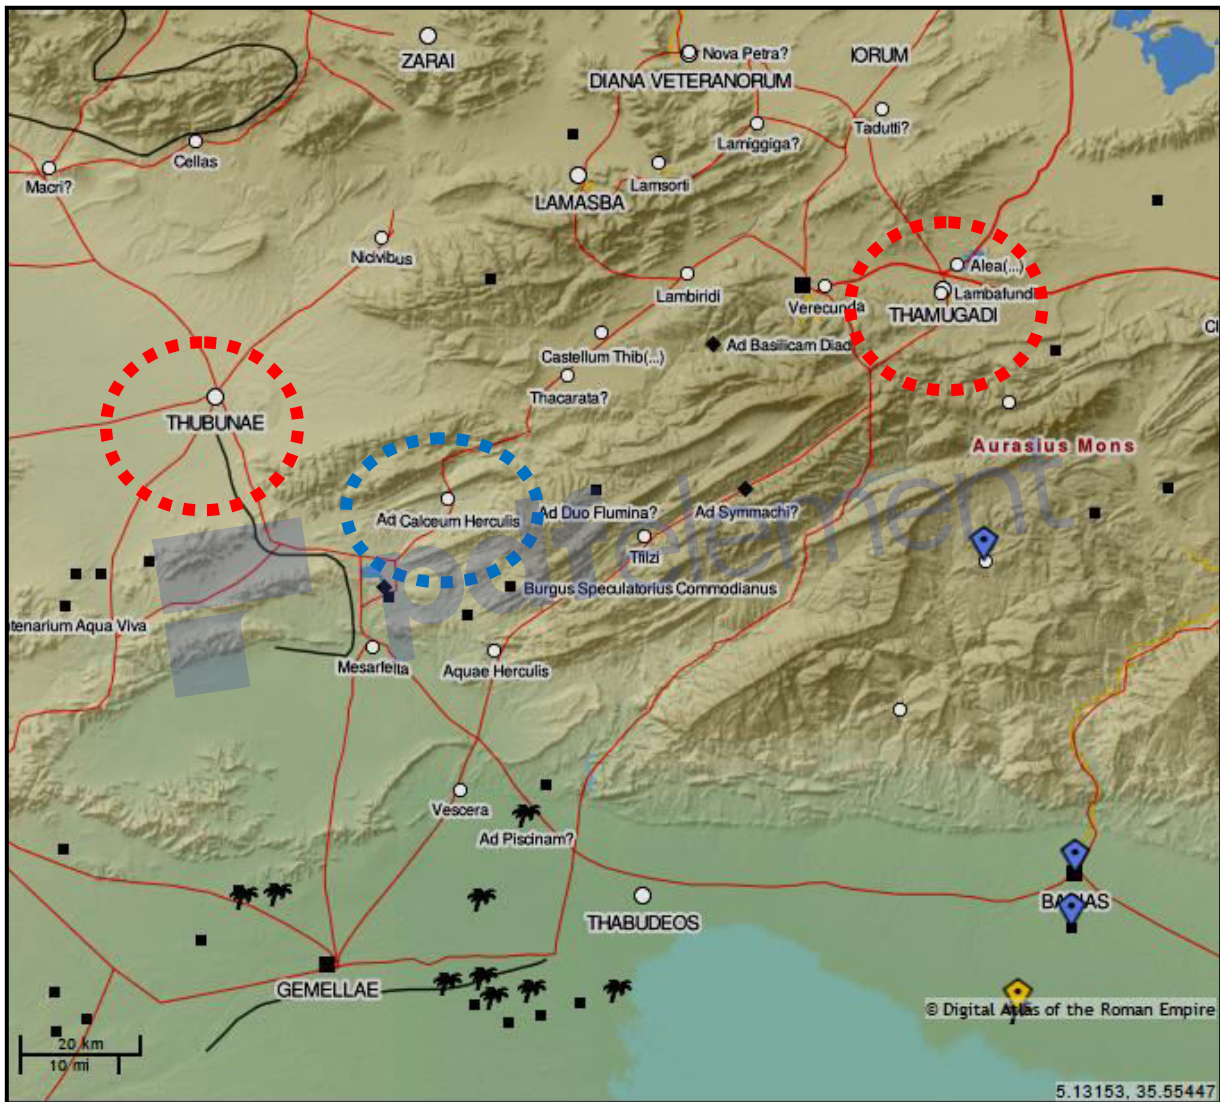 ZARAI
Nova Petra?
DIANA VETERANORUM
IORUM
Tadutti?
Lamiggiga?
Cellas
Macri?
Lamsorti
LAMASBA
Nicivibus
Lambiridi
Alea(...)
Lambafundi
Verecunda
THAMUGADI
Castellum Thib(...)
Ad Basilicam Diad
Thacarata?
THUBUNAE
Aurasius Mons
Ad Calceum Herculis
Ad Duo Flumina?
Ad Symmachi?
pdfelement
Tfilzi
Burgus Speculatorius Commodianus
tenarium Aqua Viva
Mesarfelta
Aquae Herculis
Vescera
Ad Piscinam?
THABUDEOS
GEMELLAE
© Digital Atlas of the Roman Empire
20 km
10 mi
5.13153, 35.55447